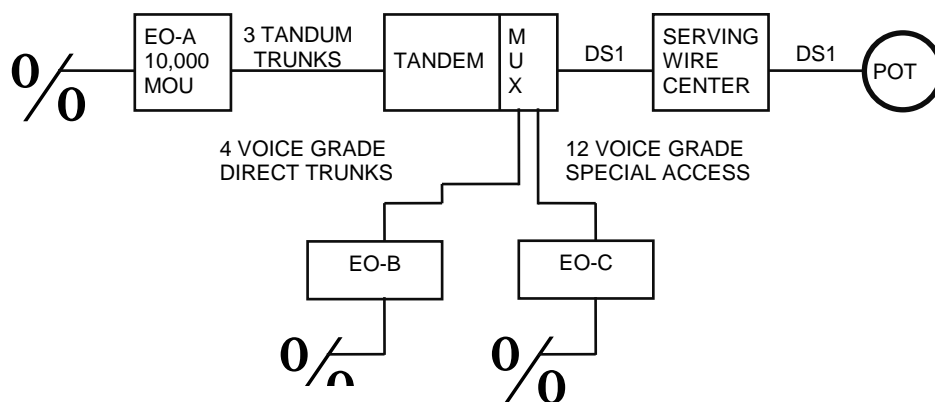 EO-A
10,000
MOU
3 TANDUM
TRUNKS
TANDEM
M
U
X
DS1
SERVING
WIRE
CENTER
DS1
POT
4 VOICE GRADE
DIRECT TRUNKS
12 VOICE GRADE
SPECIAL ACCESS
EO-B
EO-C